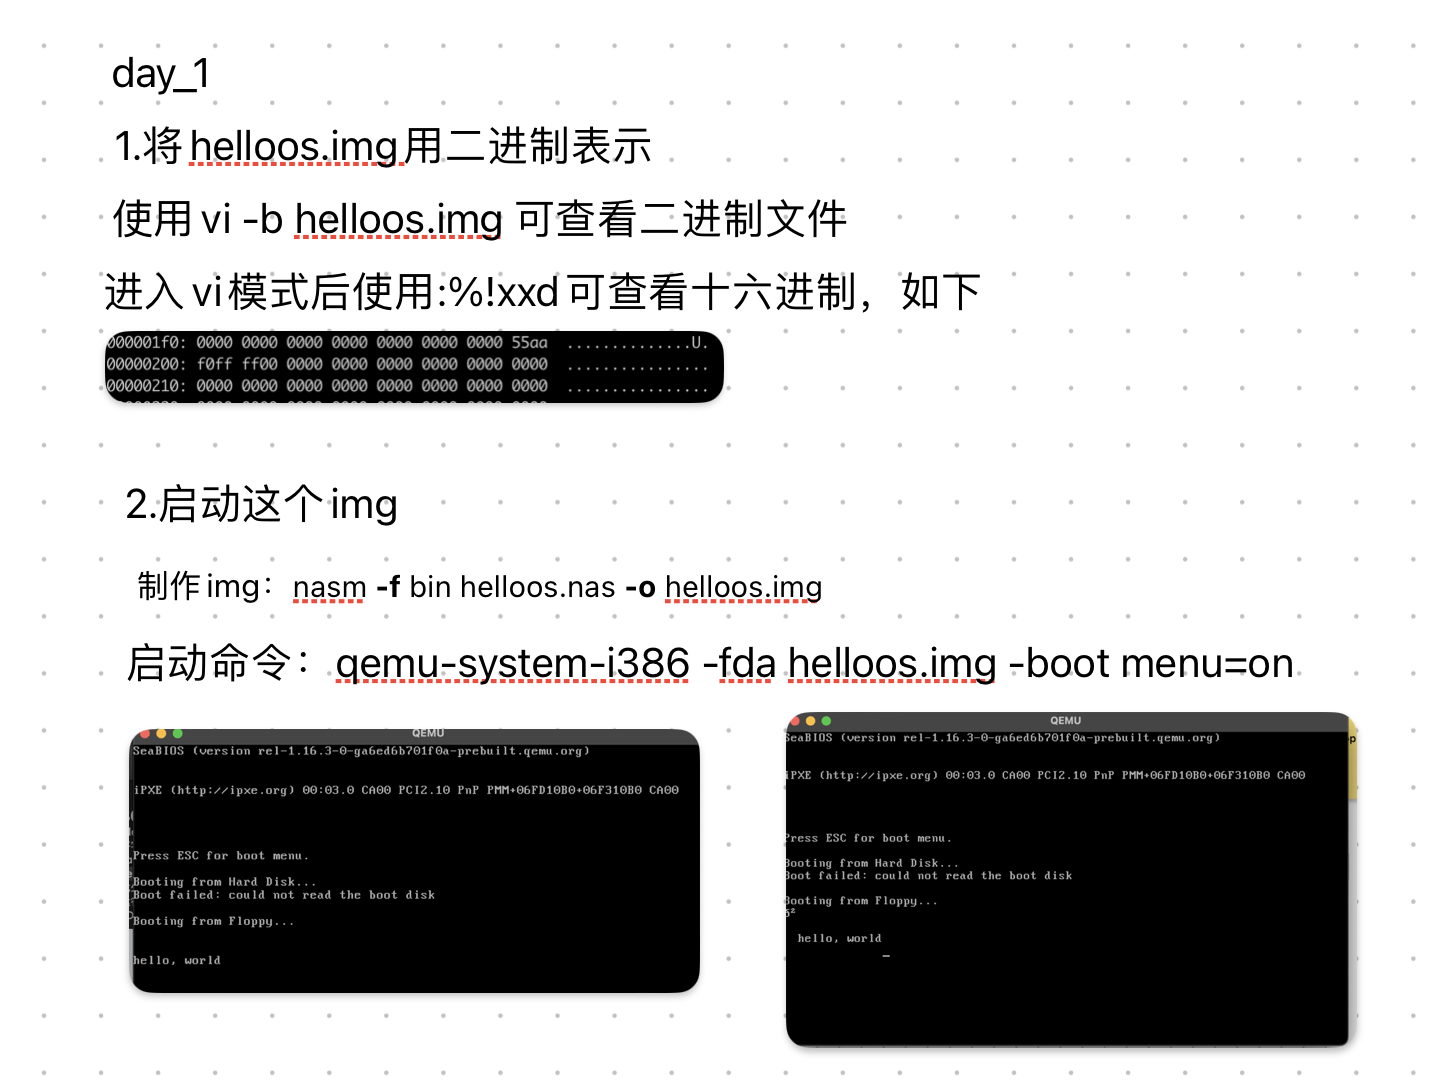 day_1
1.将helloos.img用二进制表示
使用 vi -b helloos.img 可查看二进制文件
进入 vi模式后使用:%!xxd可查看十六进制，如下
000001f0: 0000 0000 0000 0000 0000 0000 0000 55aa ..............U.
00000200: f0ff ff00 0000 0000 0000 0000 0000 0000 ................
00000210: 0000 0000 0000 0000 0000 0000 0000 0000 ................
2.启动这个img
制作img：nasm -f bin helloos.nas -o helloos.img
启动命令：qemu-system-i386 -fda helloos.img -boot menu=on
QEMU
SeaBIOS (version rel-1.16.3-0-ga6ed6b701f0a-prebuilt.qemu.org)
iPXE (http://ipxe.org) 00:03.0 CA00 PCI2.10 PnP PMM+06FD10B0+06F310B0 CA00
Press ESC for boot menu.
Booting from Hard Disk...
Boot failed: could not read the boot disk
Booting from Floppy...
hello, world
QEMU
SeaBIOS (version rel-1.16.3-0-ga6ed6b701f0a-prebuilt.qemu.org)
iPXE (http://ipxe.org) 00:03.0 CA00 PCI2.10 PnP PMM+06FD10B0+06F310B0 CA00
Press ESC for boot menu.
Booting from Hard Disk...
Boot failed: could not read the boot disk
Booting from Floppy...
hello, world